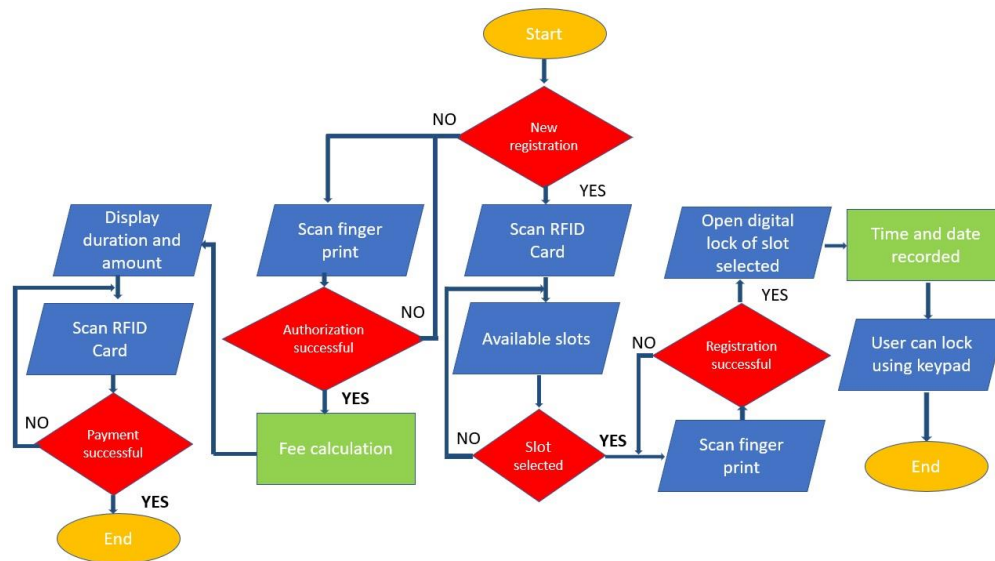 Start
New
registration
NO
YES
Scan finger
print
Authorization
successful
NO
YES
Fee calculation
Display
duration and
amount
Scan RFID
Card
Payment
successful
NO
YES
End
Scan RFID
Card
Available slots
Slot
selected
NO
YES
Scan finger
print
Registration
successful
NO
YES
Open digital
lock of slot
selected
Time and date
recorded
User can lock
using keypad
End